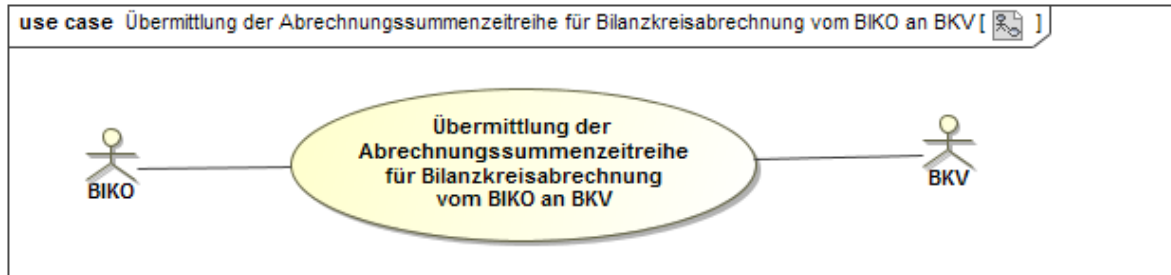 use case Übermittlung der Abrechnungssummenzeitreihe für Bilanzkreisabrechnung vom BIKO an BKV [ ]
Übermittlung der
Abrechnungssummenzeitreihe
für Bilanzkreisabrechnung
vom BIKO an BKV
BIKO
BKV